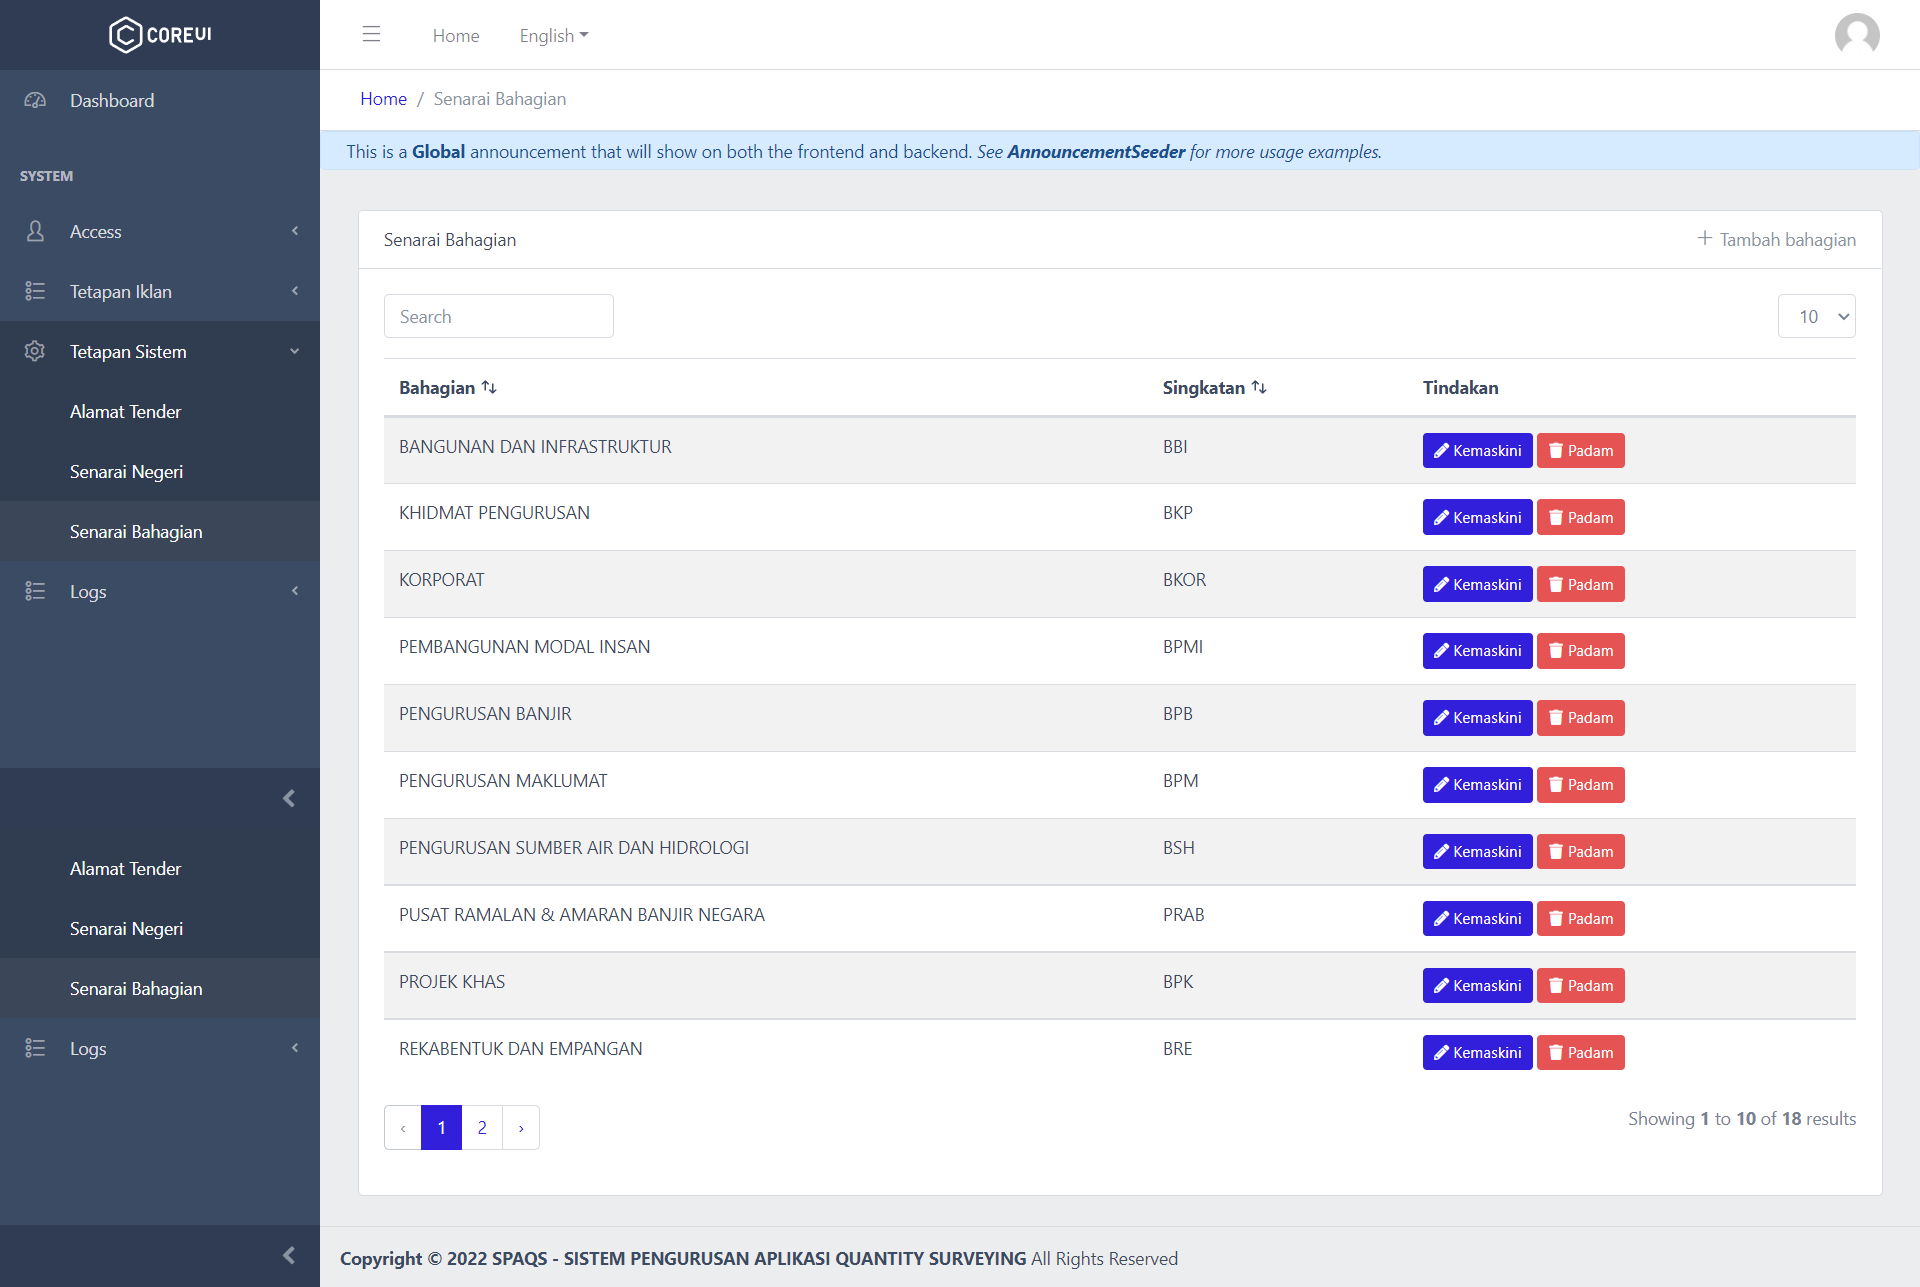 COREUI
Home
English
Dashboard
Home / Senarai Bahagian
This is a Global announcement that will show on both the frontend and backend. See AnnouncementSeeder for more usage examples.
SYSTEM
Access
Tetapan Iklan
Tetapan Sistem
Alamat Tender
Senarai Negeri
Senarai Bahagian
Logs
Alamat Tender
Senarai Negeri
Senarai Bahagian
Logs
Senarai Bahagian
+ Tambah bahagian
Search
10
Bahagian Singkatan Tindakan
BANGUNAN DAN INFRASTRUKTUR BBI Kemaskini Padam
KHIDMAT PENGURUSAN BKP Kemaskini Padam
KORPORAT BKOR Kemaskini Padam
PEMBANGUNAN MODAL INSAN BPMI Kemaskini Padam
PENGURUSAN BANJIR BPB Kemaskini Padam
PENGURUSAN MAKLUMAT BPM Kemaskini Padam
PENGURUSAN SUMBER AIR DAN HIDROLOGI BSH Kemaskini Padam
PUSAT RAMALAN & AMARAN BANJIR NEGARA PRAB Kemaskini Padam
PROJEK KHAS BPK Kemaskini Padam
REKABENTUK DAN EMPANGAN BRE Kemaskini Padam
‹ 1 2 ›
Showing 1 to 10 of 18 results
Copyright © 2022 SPAQS - SISTEM PENGURUSAN APLIKASI QUANTITY SURVEYING All Rights Reserved